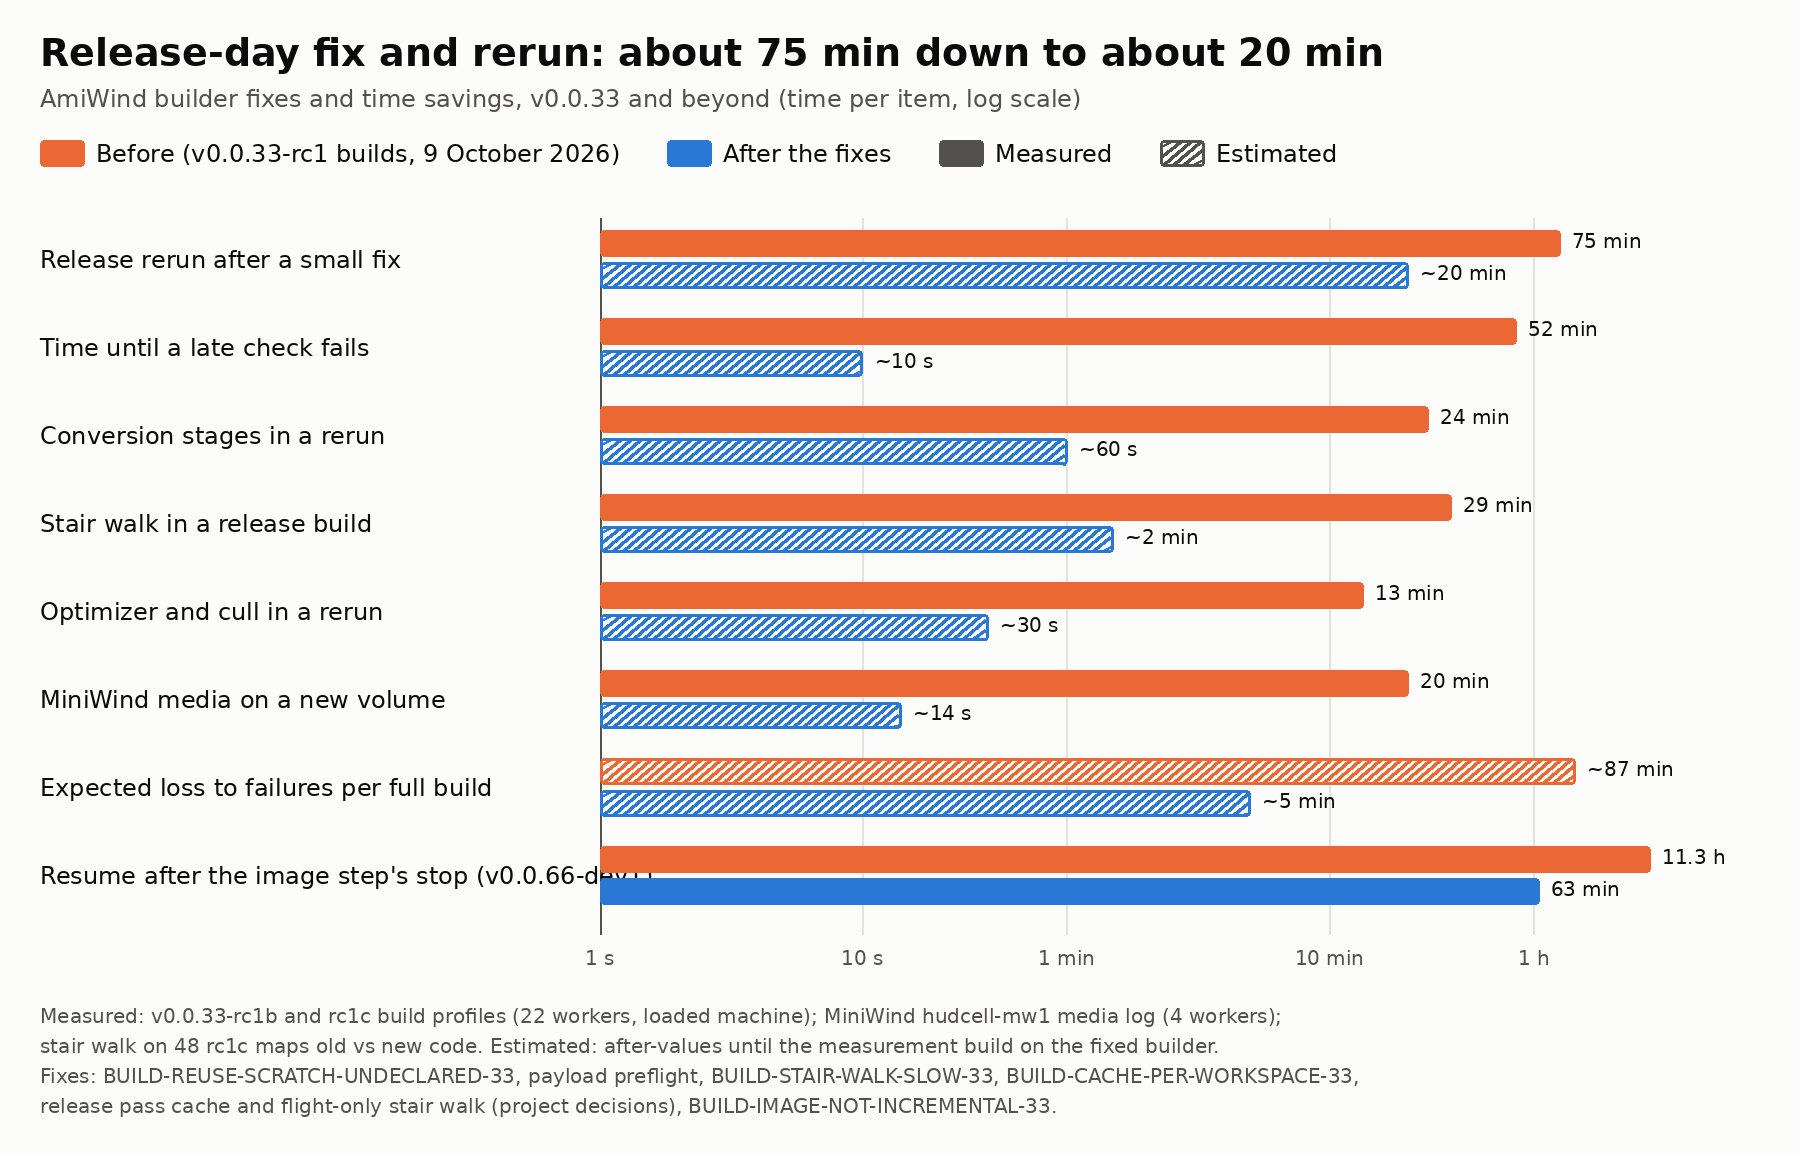 Release-day fix and rerun: about 75 min down to about 20 min
AmiWind builder fixes and time savings, v0.0.33 and beyond (time per item, log scale)
Before (v0.0.33-rc1 builds, 9 October 2026)
After the fixes
Measured
Estimated
Release rerun after a small fix
75 min
~20 min
Time until a late check fails
52 min
~10 s
Conversion stages in a rerun
24 min
~60 s
Stair walk in a release build
29 min
~2 min
Optimizer and cull in a rerun
13 min
~30 s
MiniWind media on a new volume
20 min
~14 s
Expected loss to failures per full build
~87 min
~5 min
Resume after the image step's stop
11.3 h
63 min
1 s
10 s
1 min
10 min
1 h
Measured: v0.0.33-rc1b and rc1c build profiles (22 workers, loaded machine); MiniWind hudcell-mw1 media log (4 workers);
stair walk on 48 rc1c maps old vs new code. Estimated: after-values until the measurement build on the fixed builder.
Fixes: BUILD-REUSE-SCRATCH-UNDECLARED-33, payload preflight, BUILD-STAIR-WALK-SLOW-33, BUILD-CACHE-PER-WORKSPACE-33,
release pass cache and flight-only stair walk (project decisions), BUILD-IMAGE-NOT-INCREMENTAL-33.